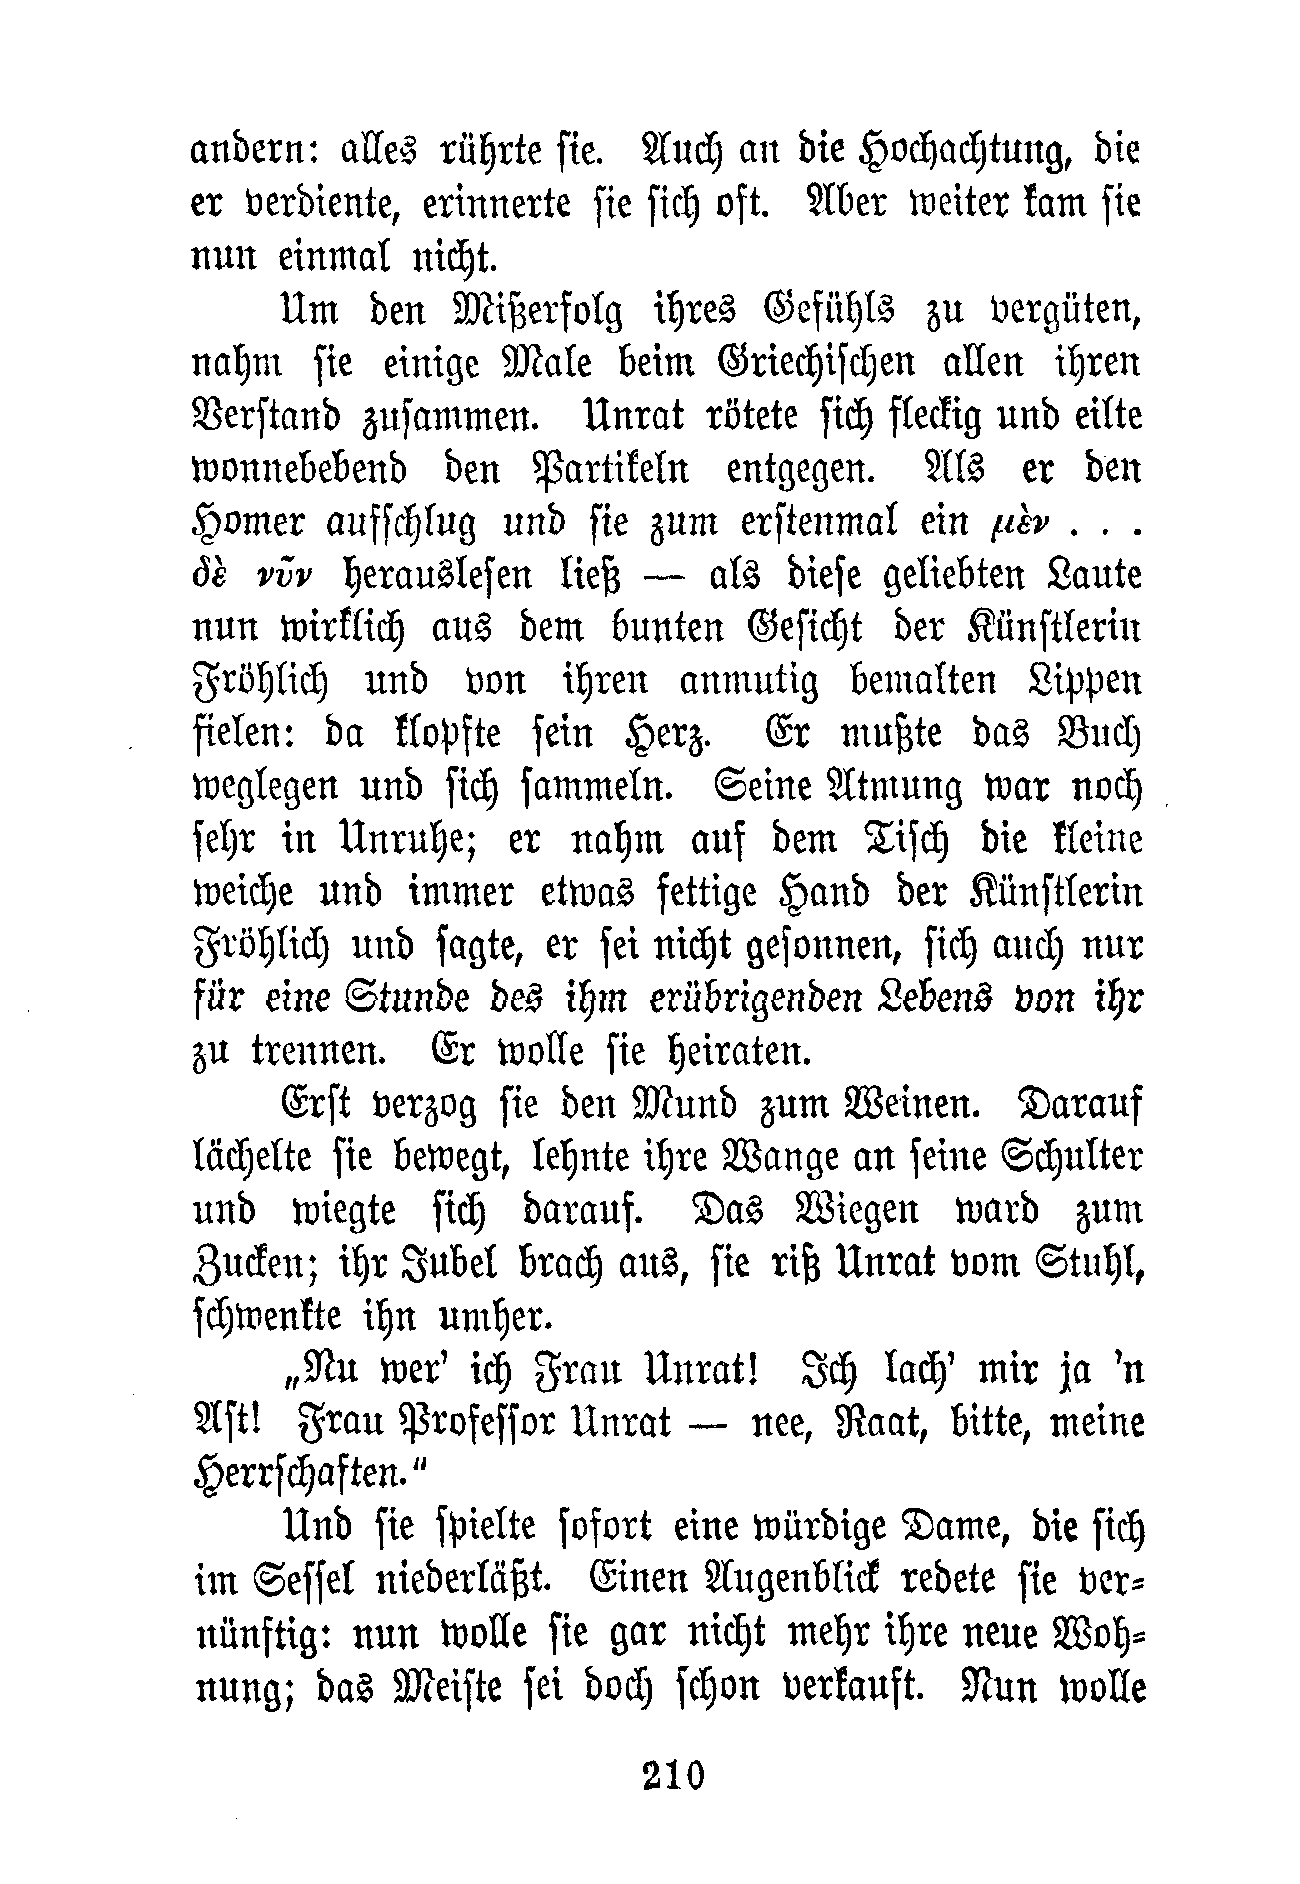 andern: alles rührte sie. Auch an die Hochachtung, die
er verdiente, erinnerte sie sich oft. Aber weiter kam sie
nun einmal nicht.
Um den Mißerfolg ihres Gefühls zu vergüten,
nahm sie einige Male beim Griechischen allen ihren
Verstand zusammen. Unrat rötete sich fleckig und eilte
wonnebebend den Partikeln entgegen. Als er den
Homer aufschlug und sie zum erstenmal ein μὲν . . .
δὲ νῦν herauslesen ließ — als diese geliebten Laute
nun wirklich aus dem bunten Gesicht der Künstlerin
Fröhlich und von ihren anmutig bemalten Lippen
fielen: da klopfte sein Herz. Er mußte das Buch
weglegen und sich sammeln. Seine Atmung war noch
sehr in Unruhe; er nahm auf dem Tisch die kleine
weiche und immer etwas fettige Hand der Künstlerin
Fröhlich und sagte, er sei nicht gesonnen, sich auch nur
für eine Stunde des ihm erübrigenden Lebens von ihr
zu trennen. Er wolle sie heiraten.
Erst verzog sie den Mund zum Weinen. Darauf
lächelte sie bewegt, lehnte ihre Wange an seine Schulter
und wiegte sich darauf. Das Wiegen ward zum
Zucken; ihr Jubel brach aus, sie riß Unrat vom Stuhl,
schwenkte ihn umher.
„Nu wer’ ich Frau Unrat! Ich lach’ mir ja ’n
Ast! Frau Professor Unrat — nee, Raat, bitte, meine
Herrschaften.“
Und sie spielte sofort eine würdige Dame, die sich
im Sessel niederläßt. Einen Augenblick redete sie ver-
nünftig: nun wolle sie gar nicht mehr ihre neue Woh-
nung; das Meiste sei doch schon verkauft. Nun wolle
210